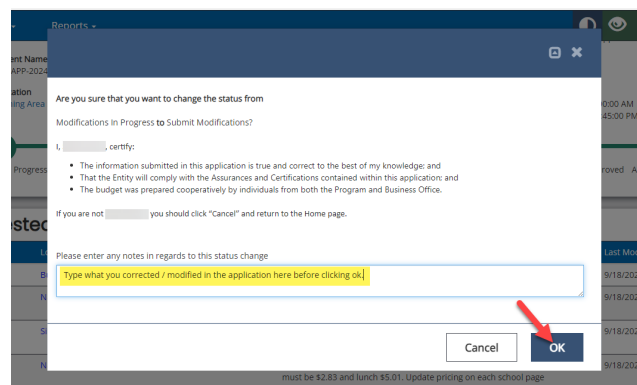 Reports
ent Name
APP-2024
ation
ing Area
00:00 AM
45:00 PM
Progress
roved A
sted
Last Mod
9/18/202
9/18/202
9/18/202
9/18/202
Are you sure that you want to change the status from
Modifications In Progress to Submit Modifications?
I, , certify:
• The information submitted in this application is true and correct to the best of my knowledge; and
• That the Entity will comply with the Assurances and Certifications contained within this application; and
• The budget was prepared cooperatively by individuals from both the Program and Business Office.
If you are not you should click "Cancel" and return to the Home page.
Please enter any notes in regards to this status change
Type what you corrected / modified in the application here before clicking ok.
Cancel OK
must be $2.83 and lunch $5.01. Update pricing on each school page